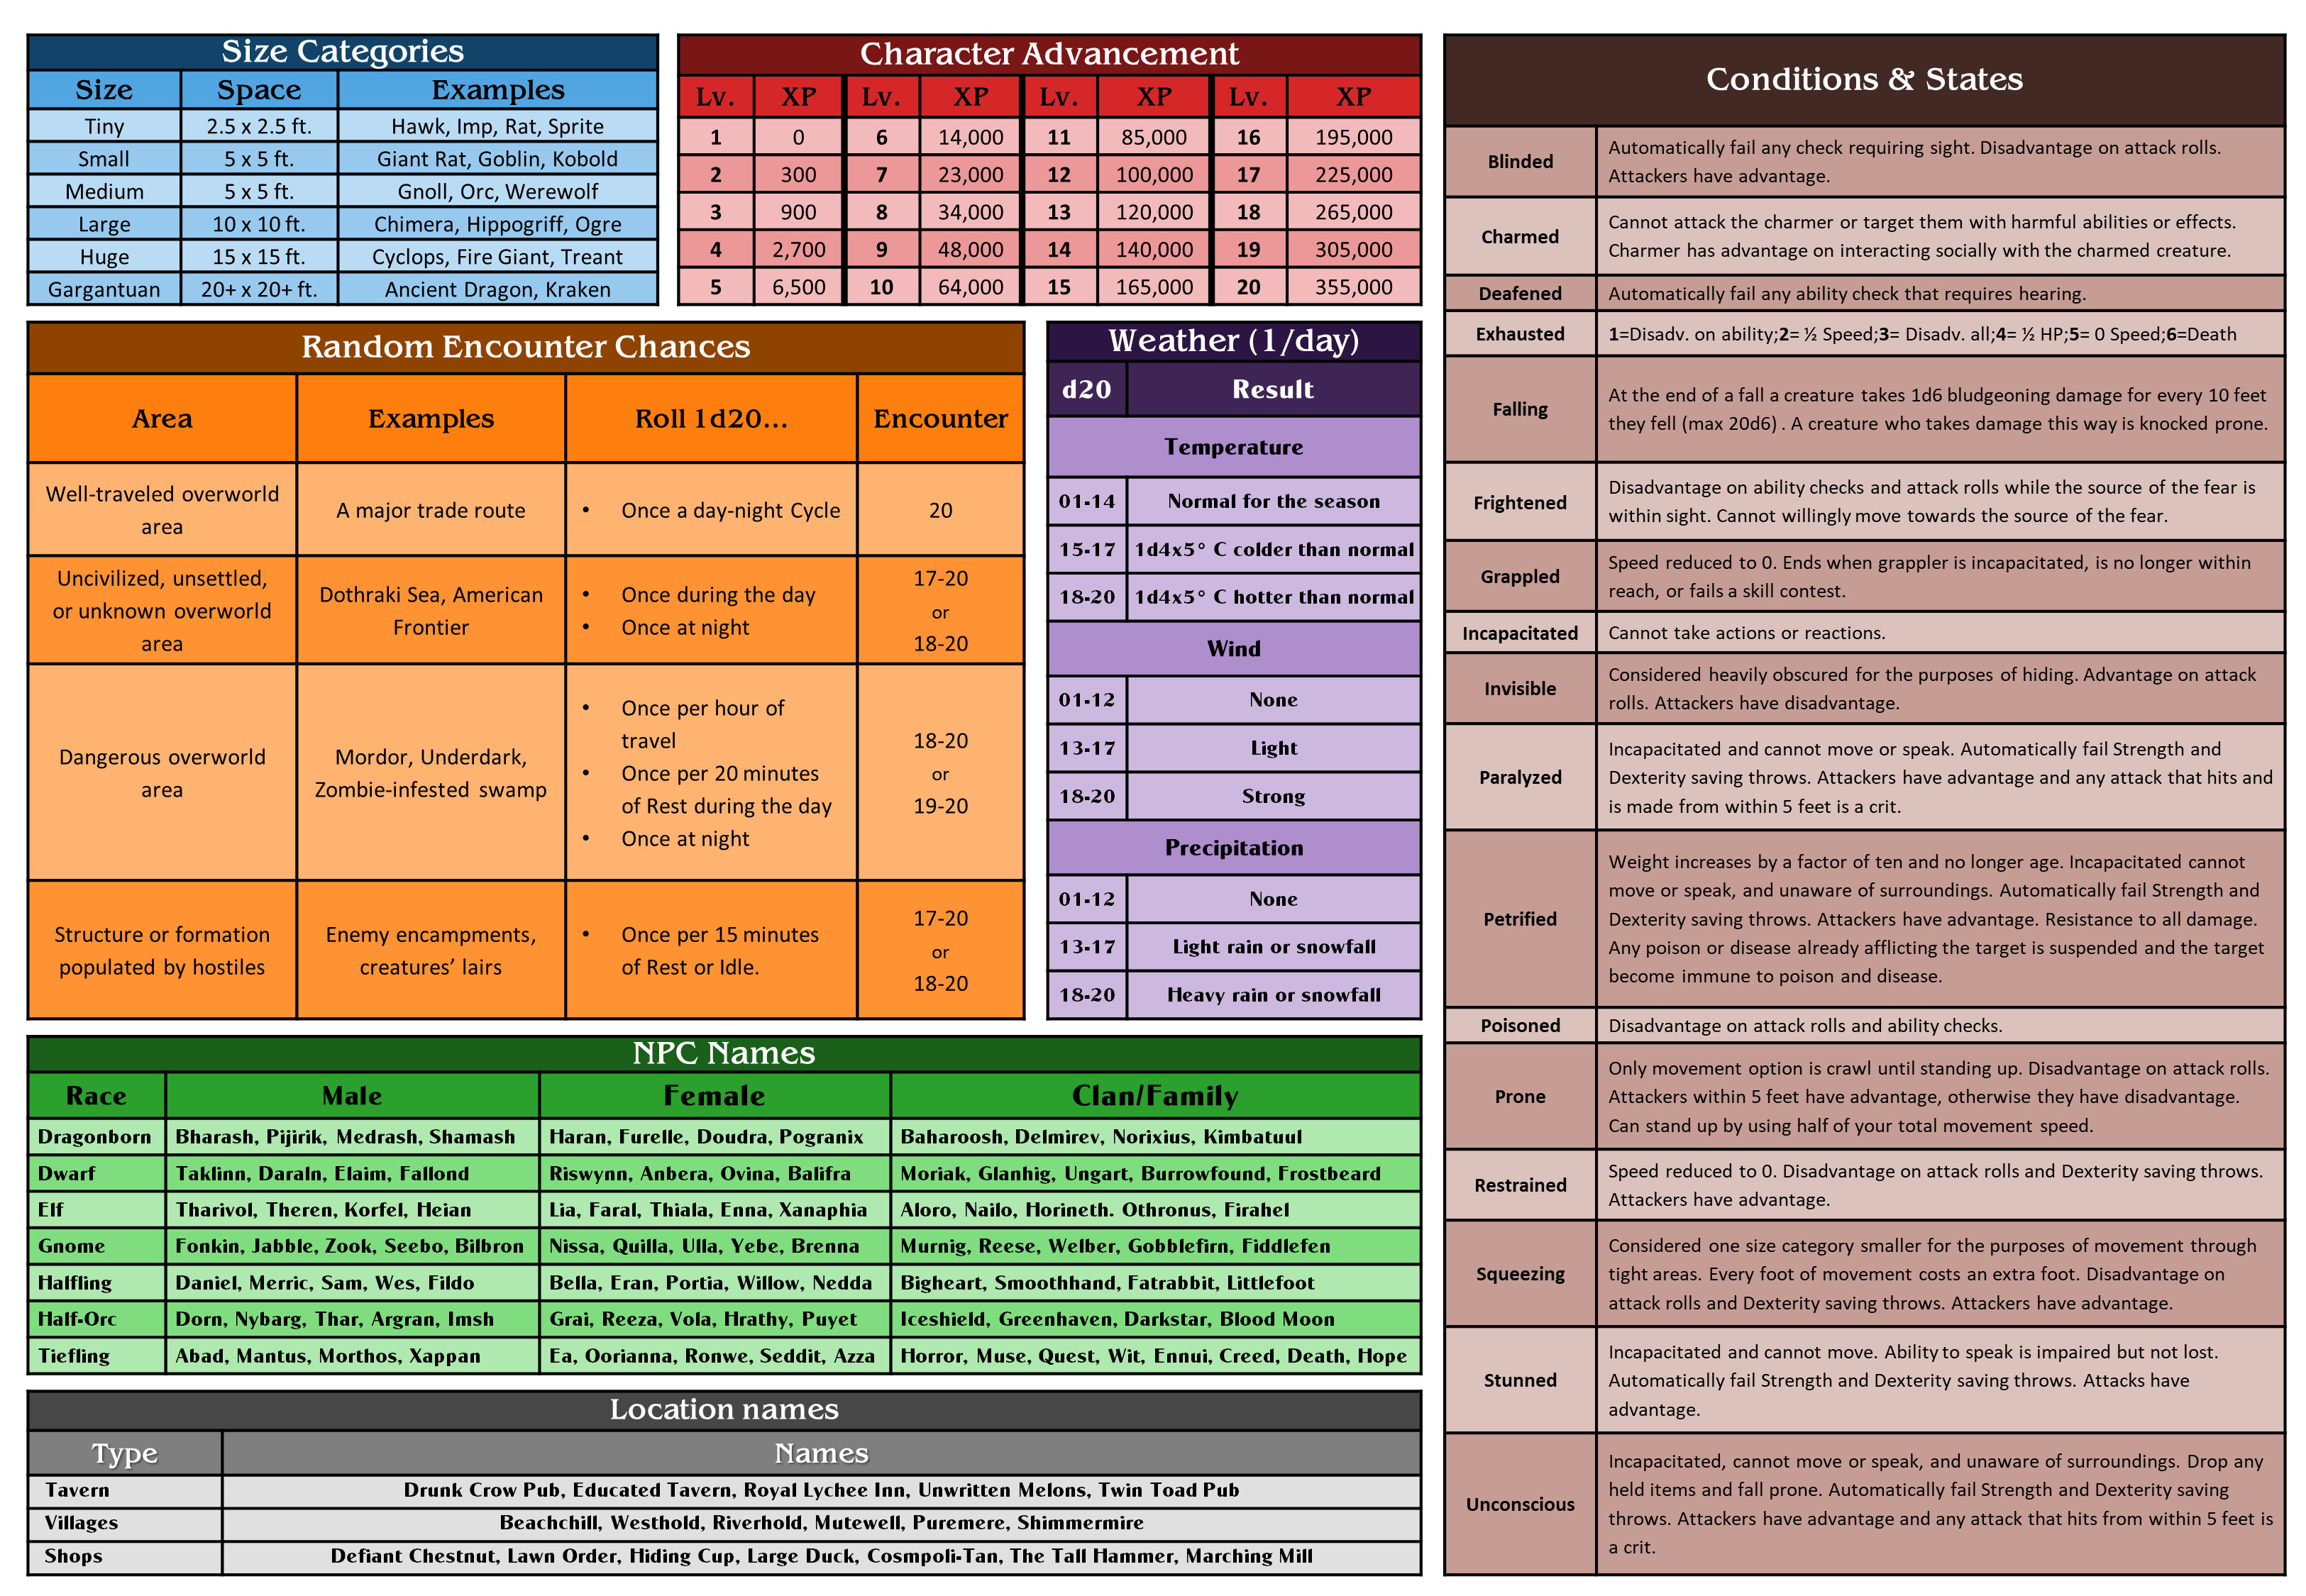 Size Categories
Size Space Examples
Tiny 2.5 x 2.5 ft. Hawk, Imp, Rat, Sprite
Small 5 x 5 ft. Giant Rat, Goblin, Kobold
Medium 5 x 5 ft. Gnoll, Orc, Werewolf
Large 10 x 10 ft. Chimera, Hippogriff, Ogre
Huge 15 x 15 ft. Cyclops, Fire Giant, Treant
Gargantuan 20+ x 20+ ft. Ancient Dragon, Kraken
Character Advancement
Lv. XP Lv. XP Lv. XP Lv. XP
1 0 6 14,000 11 85,000 16 195,000
2 300 7 23,000 12 100,000 17 225,000
3 900 8 34,000 13 120,000 18 265,000
4 2,700 9 48,000 14 140,000 19 305,000
5 6,500 10 64,000 15 165,000 20 355,000
Random Encounter Chances
Area Examples Roll 1d20... Encounter
Well-traveled overworld
area
A major trade route
• Once a day-night Cycle
20
Uncivilized, unsettled,
or unknown overworld
area
Dothraki Sea, American
Frontier
• Once during the day
• Once at night
17-20
or
18-20
Dangerous overworld
area
Mordor, Underdark,
Zombie-infested swamp
• Once per hour of
travel
• Once per 20 minutes
of Rest during the day
• Once at night
18-20
or
19-20
Structure or formation
populated by hostiles
Enemy encampments,
creatures’ lairs
• Once per 15 minutes
of Rest or Idle.
17-20
or
18-20
Weather (1/day)
d20 Result
Temperature
01-14 Normal for the season
15-17 1d4x5° C colder than normal
18-20 1d4x5° C hotter than normal
Wind
01-12 None
13-17 Light
18-20 Strong
Precipitation
01-12 None
13-17 Light rain or snowfall
18-20 Heavy rain or snowfall
NPC Names
Race Male Female Clan/Family
Dragonborn Bharash, Pijirik, Medrash, Shamash Haran, Furelle, Doudra, Pogranix Baharoosh, Delmirev, Norixius, Kimbatuul
Dwarf Taklinn, Daraln, Elaim, Fallond Riswynn, Anbera, Ovina, Balifra Moriak, Glanhig, Ungart, Burrowfound, Frostbeard
Elf Tharivol, Theren, Korfel, Heian Lia, Faral, Thiala, Enna, Xanaphia Aloro, Nailo, Horineth. Othronus, Firahel
Gnome Fonkin, Jabble, Zook, Seebo, Bilbron Nissa, Quilla, Ulla, Yebe, Brenna Murnig, Reese, Welber, Gobblefirn, Fiddlefen
Halfling Daniel, Merric, Sam, Wes, Fildo Bella, Eran, Portia, Willow, Nedda Bigheart, Smoothhand, Fatrabbit, Littlefoot
Half-Orc Dorn, Nybarg, Thar, Argran, Imsh Grai, Reeza, Vola, Hrathy, Puyet Iceshield, Greenhaven, Darkstar, Blood Moon
Tiefling Abad, Mantus, Morthos, Xappan Ea, Oorianna, Ronwe, Seddit, Azza Horror, Muse, Quest, Wit, Ennui, Creed, Death, Hope
Location names
Type Names
Tavern Drunk Crow Pub, Educated Tavern, Royal Lychee Inn, Unwritten Melons, Twin Toad Pub
Villages Beachchill, Westhold, Riverhold, Mutewell, Puremere, Shimmermire
Shops Defiant Chestnut, Lawn Order, Hiding Cup, Large Duck, Cosmpoli-Tan, The Tall Hammer, Marching Mill
Conditions & States
Blinded
Automatically fail any check requiring sight. Disadvantage on attack rolls.
Attackers have advantage.
Charmed
Cannot attack the charmer or target them with harmful abilities or effects.
Charmer has advantage on interacting socially with the charmed creature.
Deafened Automatically fail any ability check that requires hearing.
Exhausted 1=Disadv. on ability;2= ½ Speed;3= Disadv. all;4= ½ HP;5= 0 Speed;6=Death
Falling
At the end of a fall a creature takes 1d6 bludgeoning damage for every 10 feet
they fell (max 20d6) . A creature who takes damage this way is knocked prone.
Frightened
Disadvantage on ability checks and attack rolls while the source of the fear is
within sight. Cannot willingly move towards the source of the fear.
Grappled
Speed reduced to 0. Ends when grappler is incapacitated, is no longer within
reach, or fails a skill contest.
Incapacitated Cannot take actions or reactions.
Invisible
Considered heavily obscured for the purposes of hiding. Advantage on attack
rolls. Attackers have disadvantage.
Paralyzed
Incapacitated and cannot move or speak. Automatically fail Strength and
Dexterity saving throws. Attackers have advantage and any attack that hits and
is made from within 5 feet is a crit.
Petrified
Weight increases by a factor of ten and no longer age. Incapacitated cannot
move or speak, and unaware of surroundings. Automatically fail Strength and
Dexterity saving throws. Attackers have advantage. Resistance to all damage.
Any poison or disease already afflicting the target is suspended and the target
become immune to poison and disease.
Poisoned Disadvantage on attack rolls and ability checks.
Prone
Only movement option is crawl until standing up. Disadvantage on attack rolls.
Attackers within 5 feet have advantage, otherwise they have disadvantage.
Can stand up by using half of your total movement speed.
Restrained
Speed reduced to 0. Disadvantage on attack rolls and Dexterity saving throws.
Attackers have advantage.
Squeezing
Considered one size category smaller for the purposes of movement through
tight areas. Every foot of movement costs an extra foot. Disadvantage on
attack rolls and Dexterity saving throws. Attackers have advantage.
Stunned
Incapacitated and cannot move. Ability to speak is impaired but not lost.
Automatically fail Strength and Dexterity saving throws. Attacks have
advantage.
Unconscious
Incapacitated, cannot move or speak, and unaware of surroundings. Drop any
held items and fall prone. Automatically fail Strength and Dexterity saving
throws. Attackers have advantage and any attack that hits from within 5 feet is
a crit.